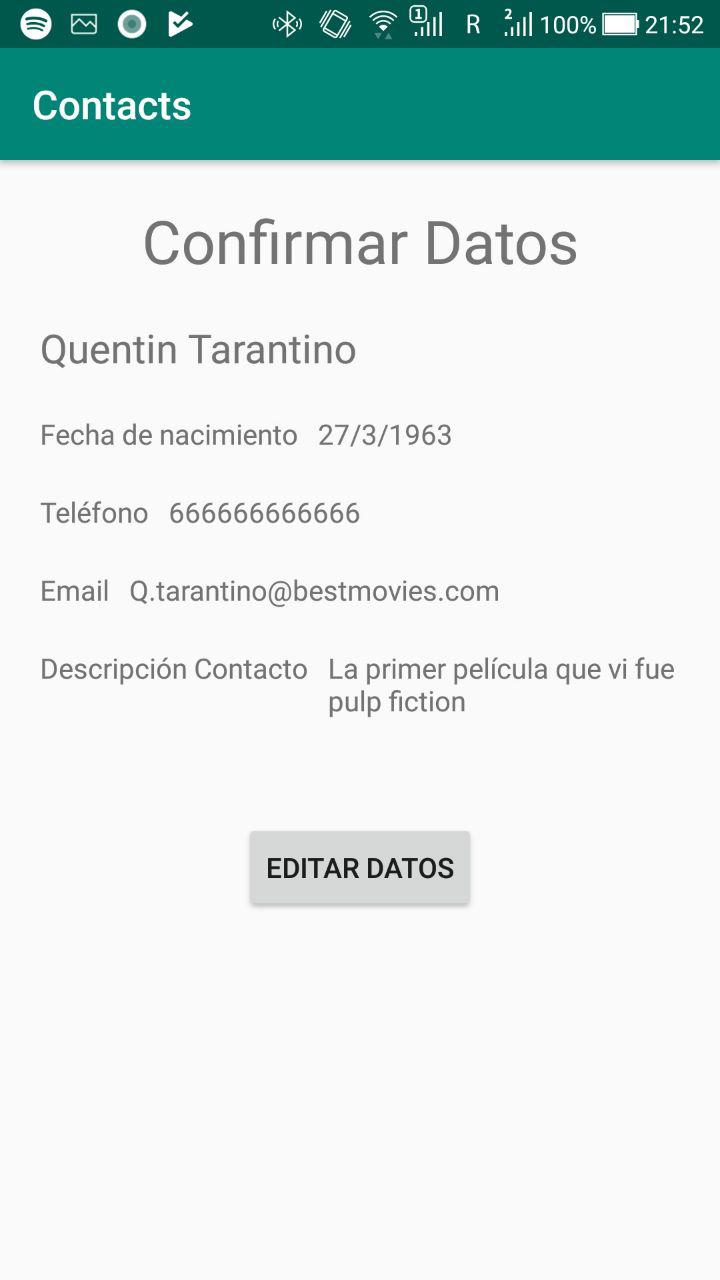 1 R 2 100% 21:52
Contacts
Confirmar Datos
Quentin Tarantino
Fecha de nacimiento 27/3/1963
Teléfono 666666666666
Email Q.tarantino@bestmovies.com
Descripción Contacto La primer película que vi fue
pulp fiction
EDITAR DATOS